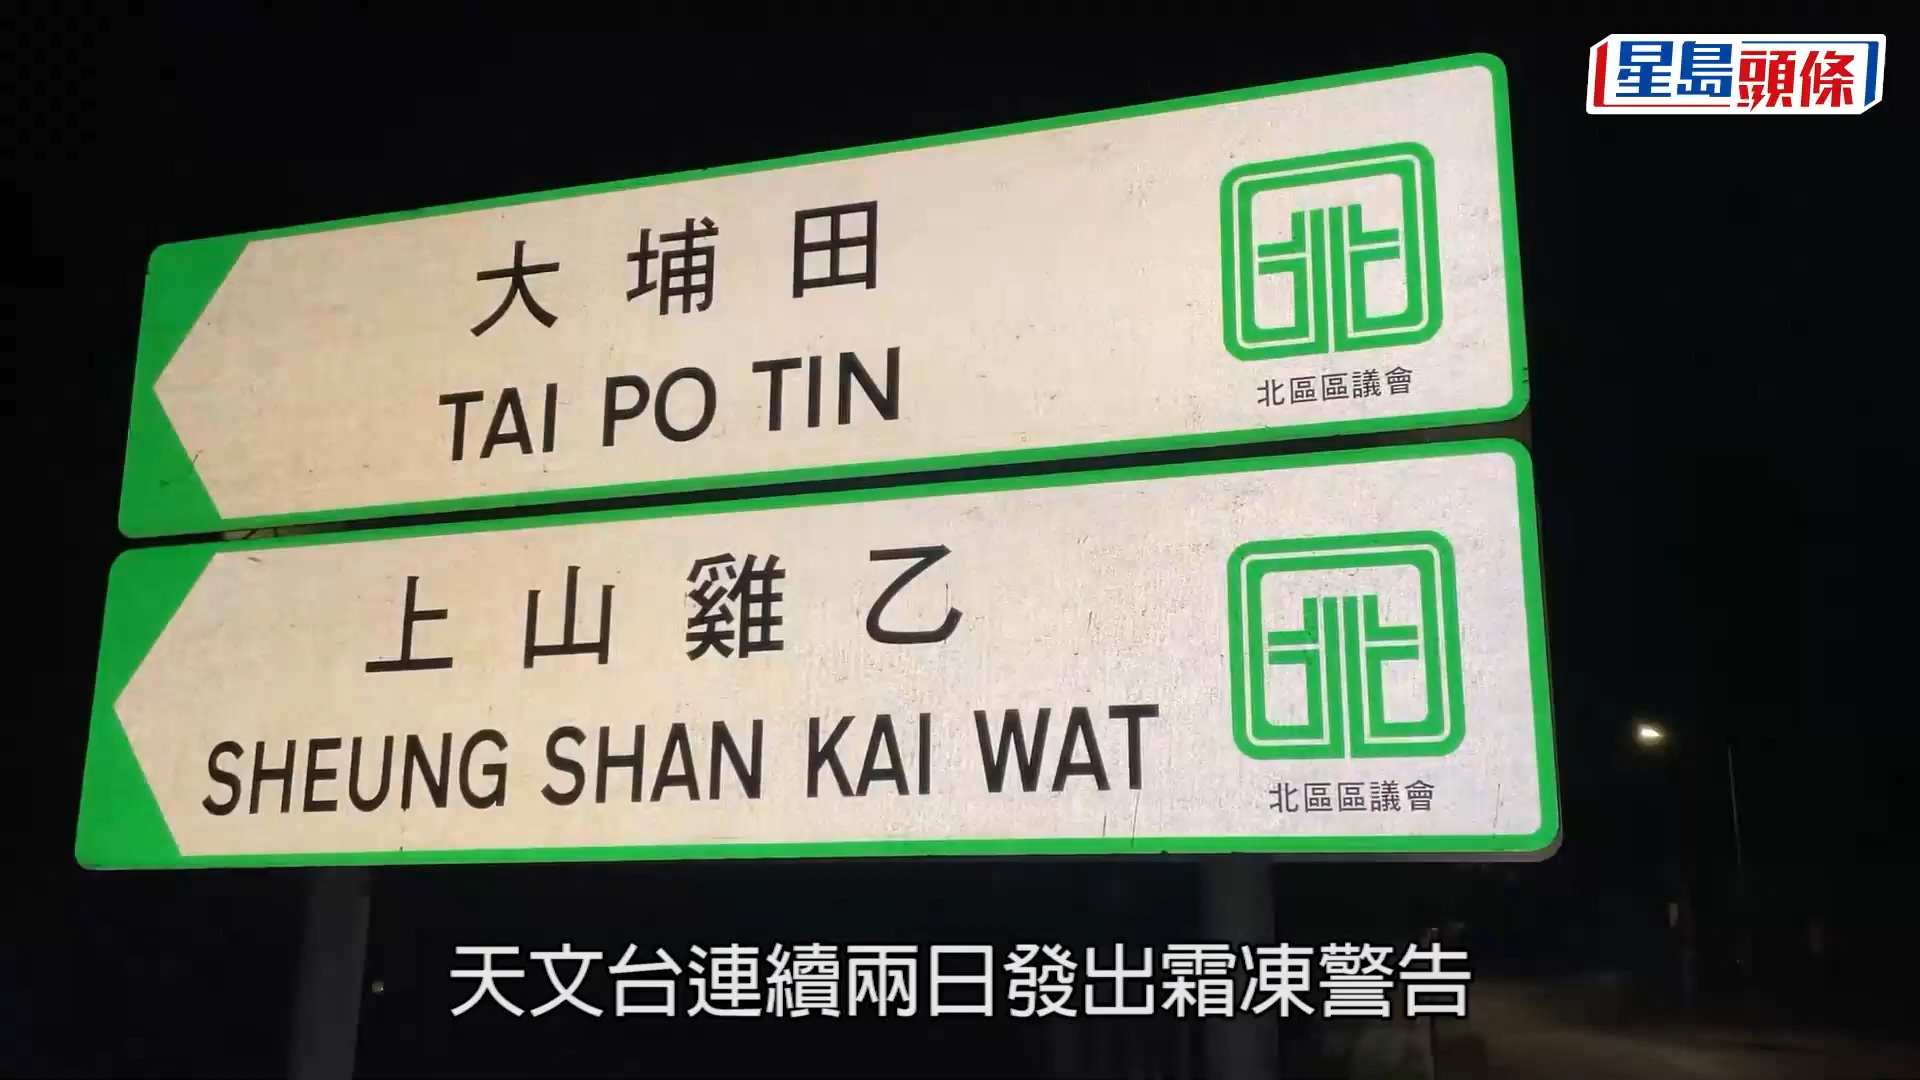 星島頭條
大埔田
TAI PO TIN
北
北區區議會
上山雞乙
SHEUNG SHAN KAI WAT
北
北區區議會
天文台連續兩日發出霜凍警告